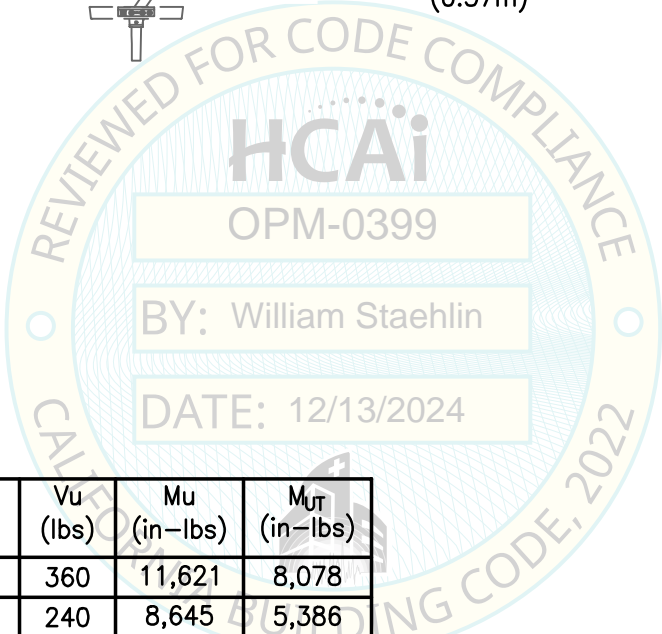 (0.57m)
REVIEWED FOR CODE COMPLIANCE
HCAi
OPM-0399
BY: William Staehlin
DATE: 12/13/2024
CALIFORNIA BUILDING CODE, 2022
Vu (lbs) Mu (in-lbs) MUT (in-lbs)
360 11,621 8,078
240 8,645 5,386